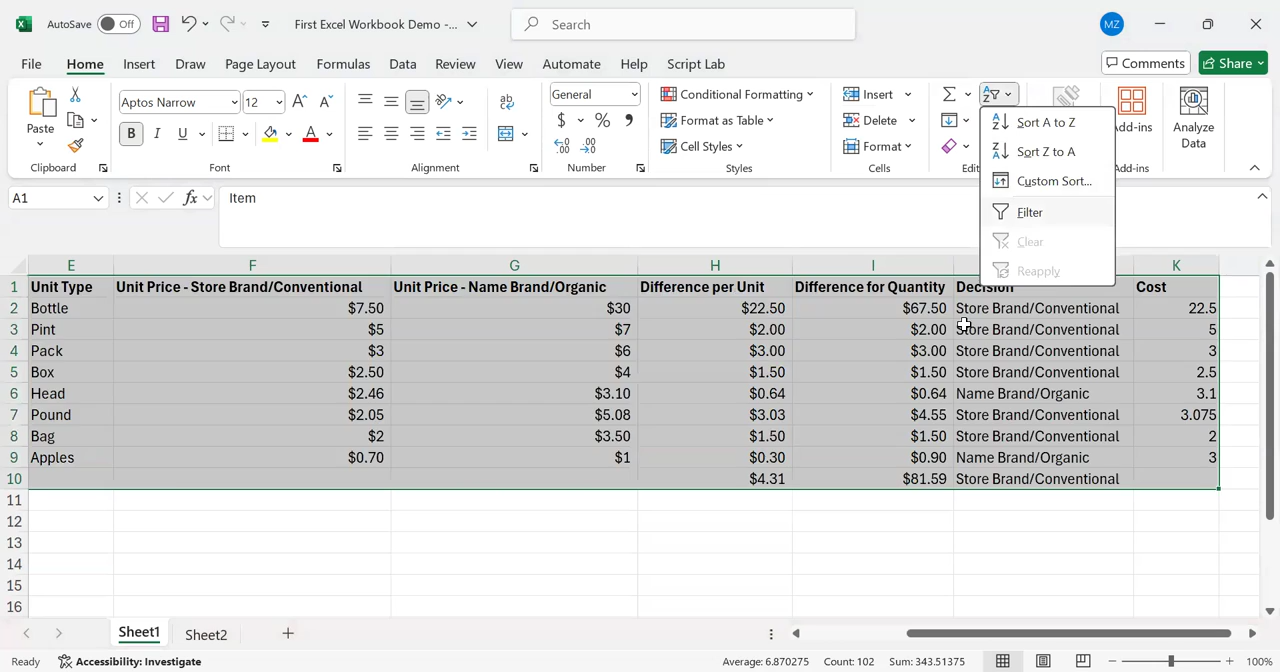 AutoSave Off First Excel Workbook Demo -... Search MZ
File Home Insert Draw Page Layout Formulas Data Review View Automate Help Script Lab Comments Share
Paste
Clipboard
Aptos Narrow 12
B I U
Font
Alignment
General
$ % ,
Number
Conditional Formatting
Format as Table
Cell Styles
Styles
Insert
Delete
Format
Cells
Edit
Sort A to Z
Sort Z to A
Custom Sort...
Filter
Clear
Reapply
dd-ins
dd-ins
Analyze
Data
A1 fx Item
E F G H I K
1 Unit Type Unit Price - Store Brand/Conventional Unit Price - Name Brand/Organic Difference per Unit Difference for Quantity Decision Cost
2 Bottle $7.50 $30 $22.50 $67.50 Store Brand/Conventional 22.5
3 Pint $5 $7 $2.00 $2.00 Store Brand/Conventional 5
4 Pack $3 $6 $3.00 $3.00 Store Brand/Conventional 3
5 Box $2.50 $4 $1.50 $1.50 Store Brand/Conventional 2.5
6 Head $2.46 $3.10 $0.64 $0.64 Name Brand/Organic 3.1
7 Pound $2.05 $5.08 $3.03 $4.55 Store Brand/Conventional 3.075
8 Bag $2 $3.50 $1.50 $1.50 Store Brand/Conventional 2
9 Apples $0.70 $1 $0.30 $0.90 Name Brand/Organic 3
10 $4.31 $81.59 Store Brand/Conventional
11
12
13
14
15
16
Sheet1 Sheet2
Ready Accessibility: Investigate Average: 6.870275 Count: 102 Sum: 343.51375 100%